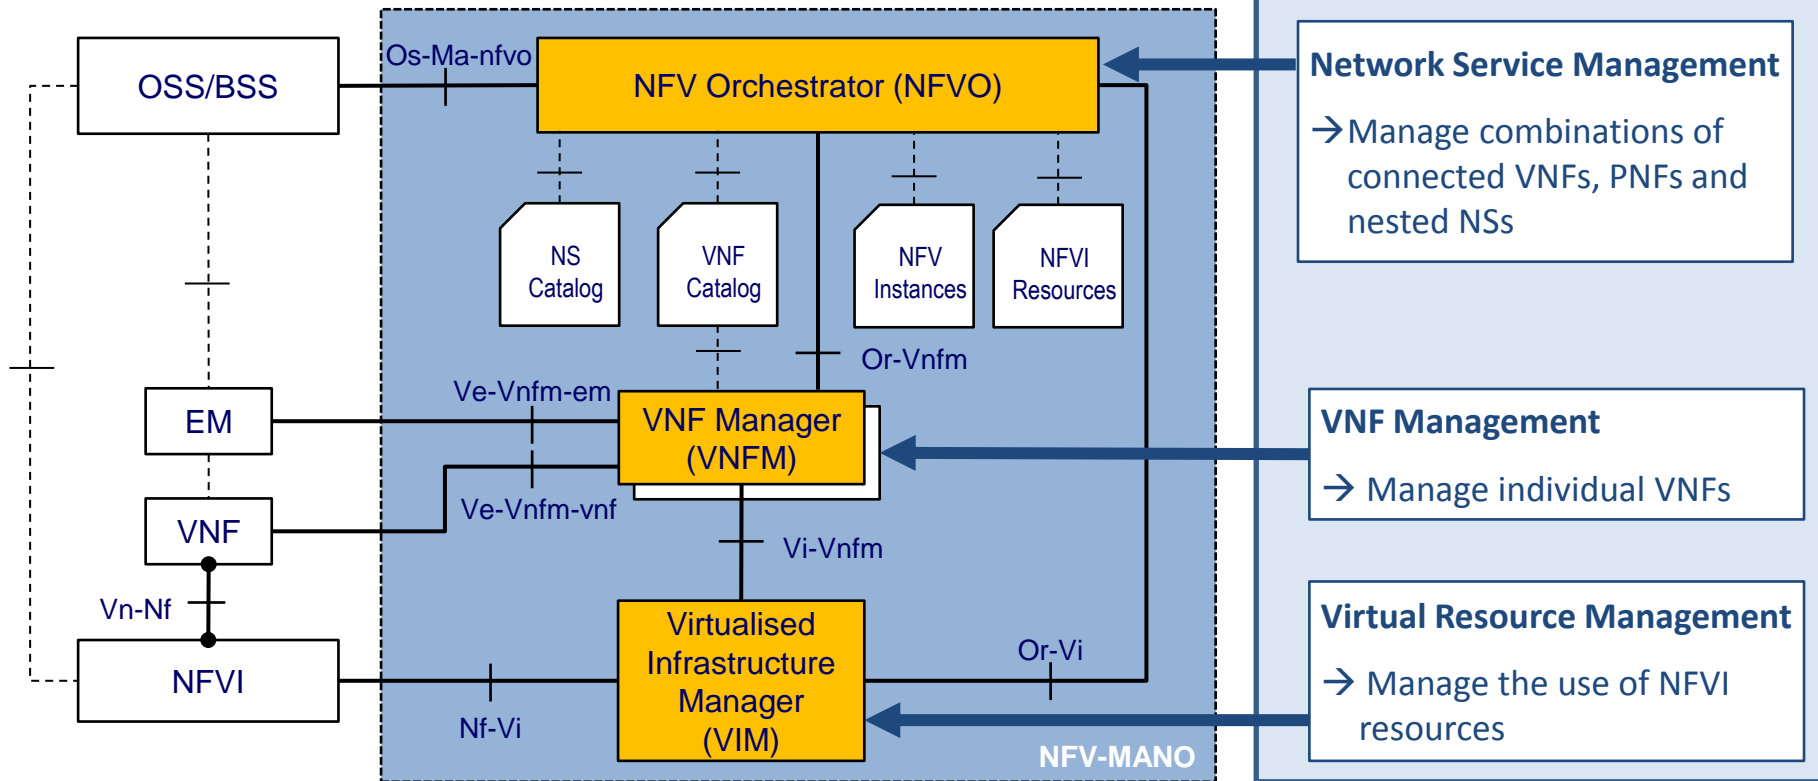 Os-Ma-nfvo
OSS/BSS
NFV Orchestrator (NFVO)
Network Service Management
→Manage combinations of
connected VNFs, PNFs and
nested NSs
NS
Catalog
VNF
Catalog
NFV
Instances
NFVI
Resources
Or-Vnfm
Ve-Vnfm-em
EM
VNF Manager
(VNFM)
VNF Management
→ Manage individual VNFs
Ve-Vnfm-vnf
VNF
Vi-Vnfm
Vn-Nf
Virtualised
Infrastructure
Manager
(VIM)
Or-Vi
NFVI
Nf-Vi
Virtual Resource Management
→ Manage the use of NFVI
resources
NFV-MANO